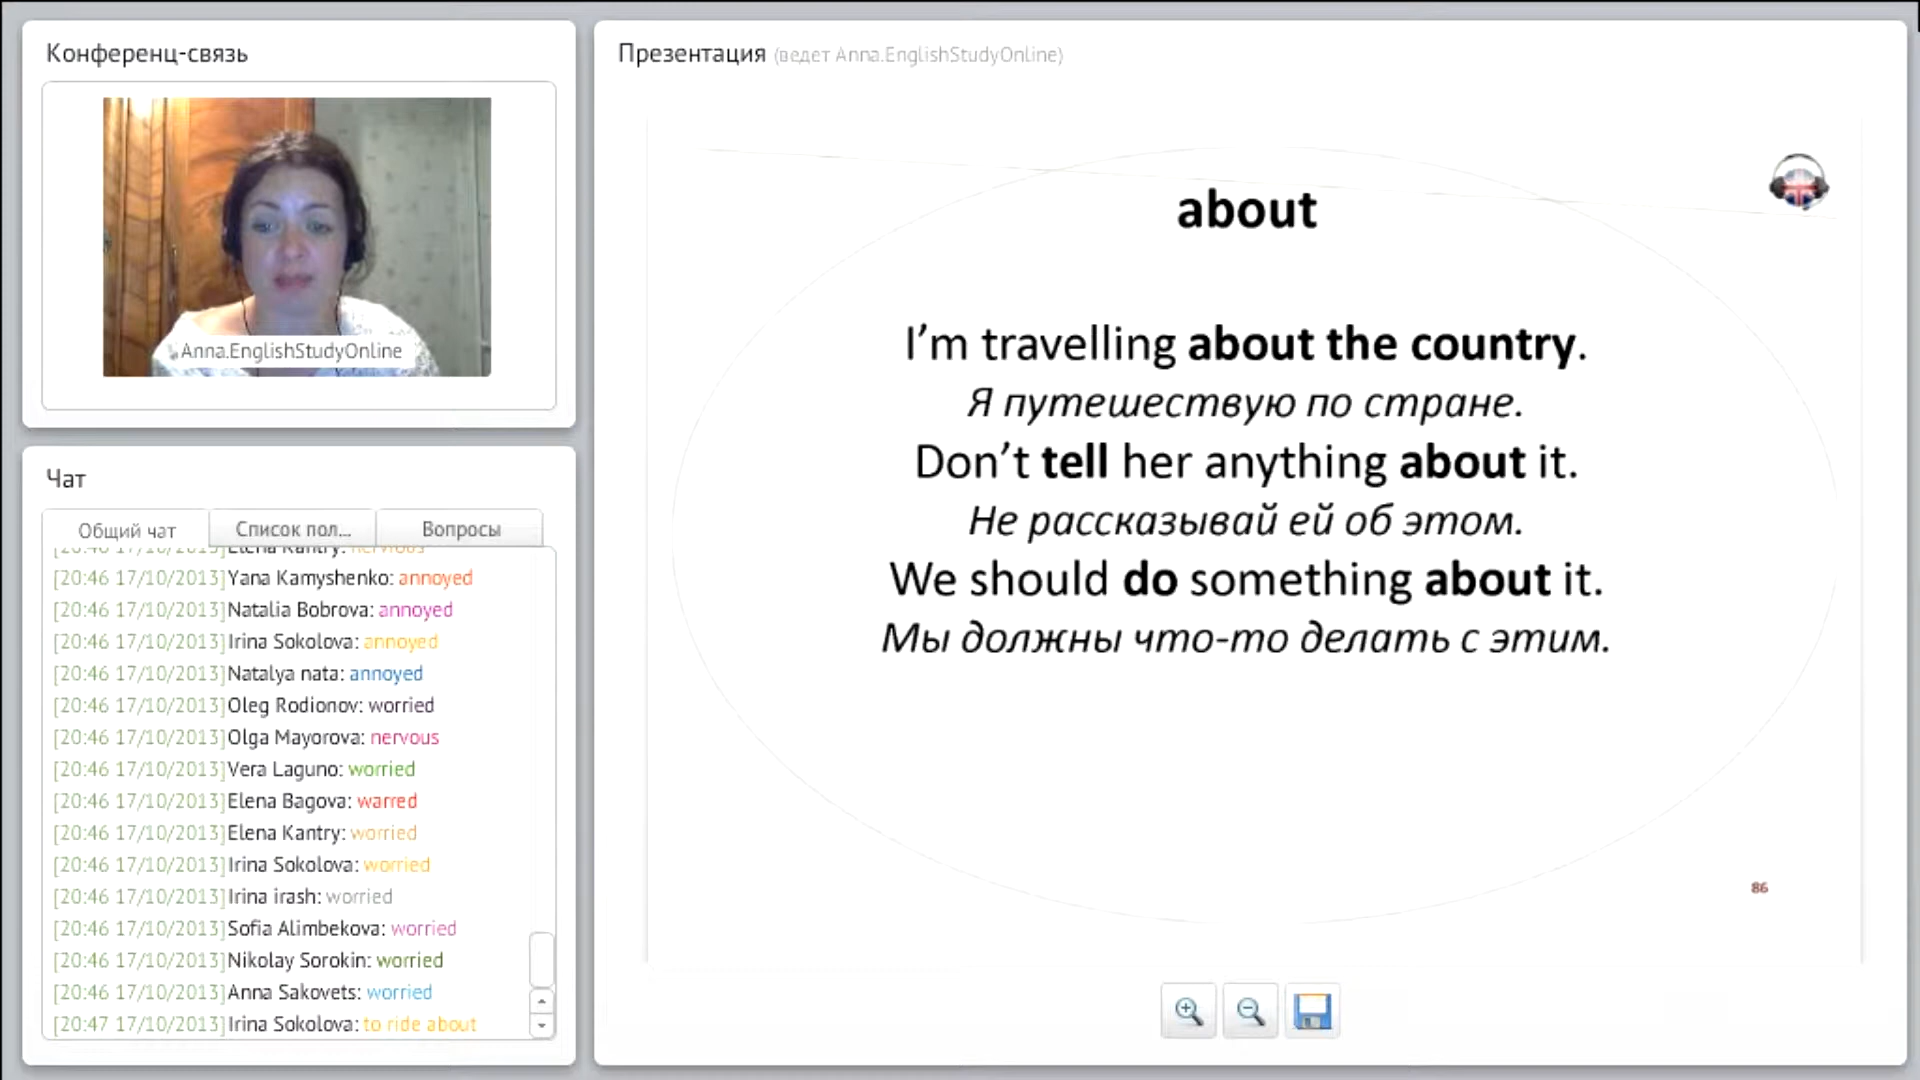 Конференц-связь
Anna.EnglishStudyOnline
Чат
Общий чат
Список пол...
Вопросы
[20:46 17/10/2013]Elena Kantry: nervous
[20:46 17/10/2013]Yana Kamyshenko: annoyed
[20:46 17/10/2013]Natalia Bobrova: annoyed
[20:46 17/10/2013]Irina Sokolova: annoyed
[20:46 17/10/2013]Natalya nata: annoyed
[20:46 17/10/2013]Oleg Rodionov: worried
[20:46 17/10/2013]Olga Mayorova: nervous
[20:46 17/10/2013]Vera Laguno: worried
[20:46 17/10/2013]Elena Bagova: warred
[20:46 17/10/2013]Elena Kantry: worried
[20:46 17/10/2013]Irina Sokolova: worried
[20:46 17/10/2013]Irina irash: worried
[20:46 17/10/2013]Sofia Alimbekova: worried
[20:46 17/10/2013]Nikolay Sorokin: worried
[20:46 17/10/2013]Anna Sakovets: worried
[20:47 17/10/2013]Irina Sokolova: to ride about
Презентация (ведет Anna.EnglishStudyOnline)
about
I’m travelling about the country.
Я путешествую по стране.
Don’t tell her anything about it.
Не рассказывай ей об этом.
We should do something about it.
Мы должны что-то делать с этим.
86